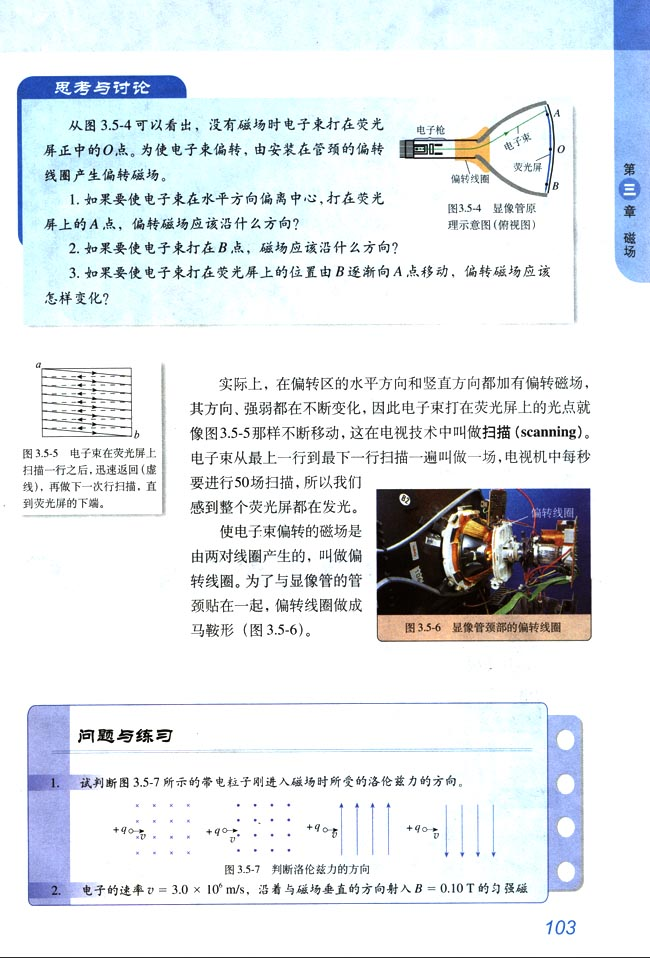 思考与讨论
从图 3.5-4 可以看出，没有磁场时电子束打在荧光
屏正中的O点。为使电子束偏转，由安装在管颈的偏转
线圈产生偏转磁场。
1. 如果要使电子束在水平方向偏离中心，打在荧光
屏上的 A 点，偏转磁场应该沿什么方向？
2. 如果要使电子束打在 B 点，磁场应该沿什么方向？
3. 如果要使电子束打在荧光屏上的位置由 B 逐渐向 A 点移动，偏转磁场应该
怎样变化？
电子枪
电子束
偏转线圈
荧光屏
A
O
B
图3.5-4 显像管原
理示意图（俯视图）
第
三
章
磁
场
a
b
图 3.5-5 电子束在荧光屏上
扫描一行之后，迅速返回（虚
线），再做下一次行扫描，直
到荧光屏的下端。
实际上，在偏转区的水平方向和竖直方向都加有偏转磁场，
其方向、强弱都在不断变化，因此电子束打在荧光屏上的光点就
像图3.5-5那样不断移动，这在电视技术中叫做扫描（scanning）。
电子束从最上一行到最下一行扫描一遍叫做一场，电视机中每秒
要进行50场扫描，所以我们
感到整个荧光屏都在发光。
使电子束偏转的磁场是
由两对线圈产生的，叫做偏
转线圈。为了与显像管的管
颈贴在一起，偏转线圈做成
马鞍形（图 3.5-6）。
偏转线圈
图 3.5-6 显像管颈部的偏转线圈
问题与练习
1. 试判断图 3.5-7 所示的带电粒子刚进入磁场时所受的洛伦兹力的方向。
+q v +q v +q v +q v
图 3.5-7 判断洛伦兹力的方向
2. 电子的速率 v = 3.0 × 10⁶ m/s，沿着与磁场垂直的方向射入 B = 0.10 T 的匀强磁
103